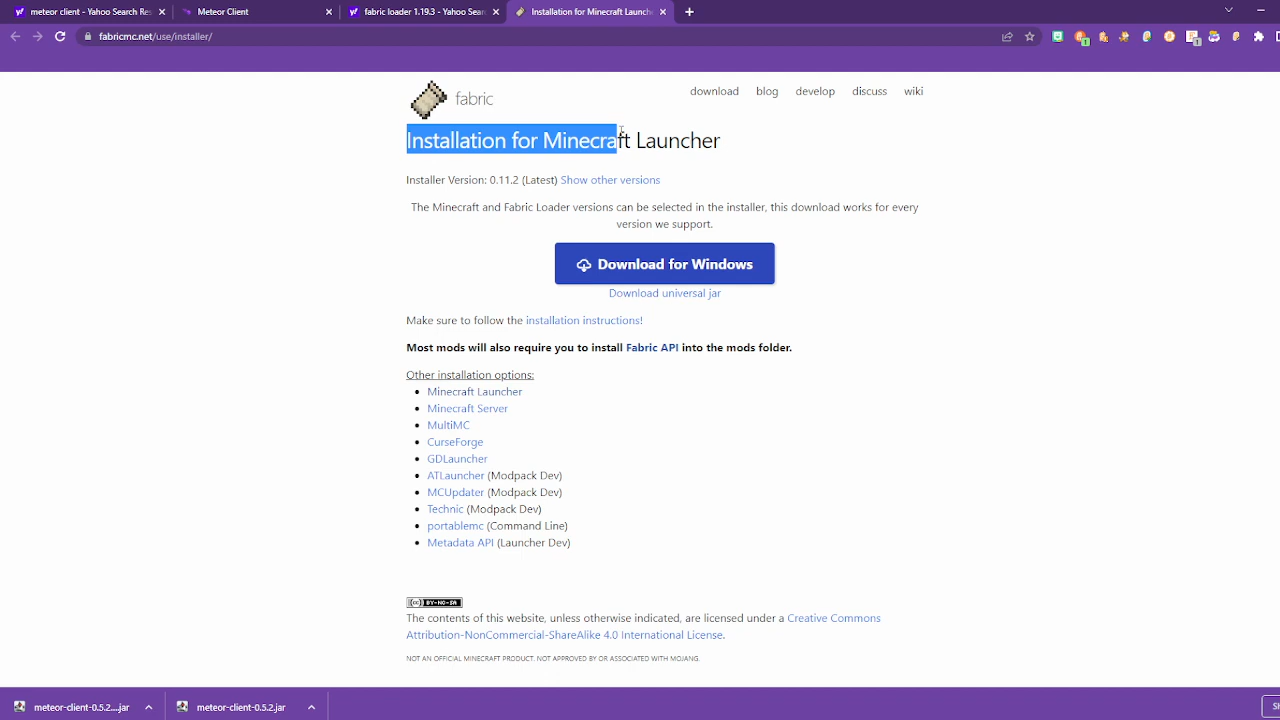 meteor client - Yahoo Search Res
Meteor Client
fabric loader 1.19.3 - Yahoo Sear
Installation for Minecraft Launch
fabricmc.net/use/installer/
fabric
download
blog
develop
discuss
wiki
Installation for Minecraft Launcher
Installer Version: 0.11.2 (Latest) Show other versions
The Minecraft and Fabric Loader versions can be selected in the installer, this download works for every
version we support.
Download for Windows
Download universal jar
Make sure to follow the installation instructions!
Most mods will also require you to install Fabric API into the mods folder.
Other installation options:
Minecraft Launcher
Minecraft Server
MultiMC
CurseForge
GDLauncher
ATLauncher (Modpack Dev)
MCUpdater (Modpack Dev)
Technic (Modpack Dev)
portablemc (Command Line)
Metadata API (Launcher Dev)
(cc) BY-NC-SA
The contents of this website, unless otherwise indicated, are licensed under a Creative Commons
Attribution-NonCommercial-ShareAlike 4.0 International License.
NOT AN OFFICIAL MINECRAFT PRODUCT. NOT APPROVED BY OR ASSOCIATED WITH MOJANG.
meteor-client-0.5.2....jar
meteor-client-0.5.2.jar